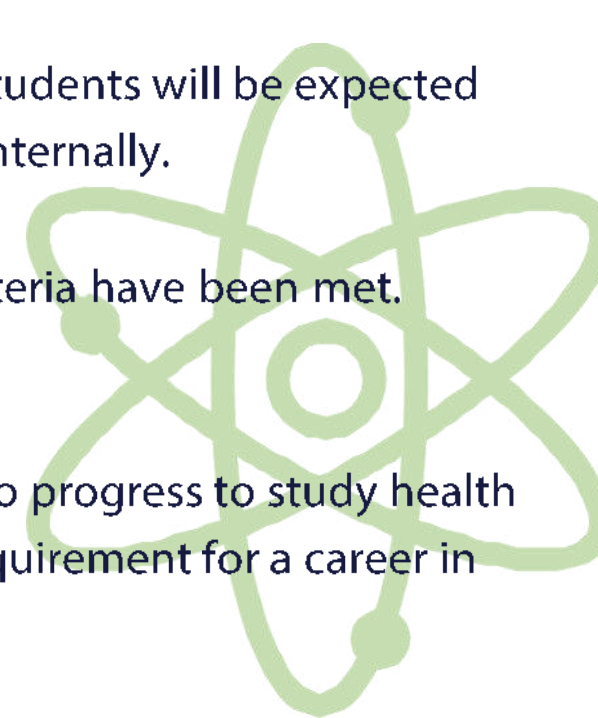 tudents will be expected
nternally.
teria have been met.
o progress to study health
quirement for a career in